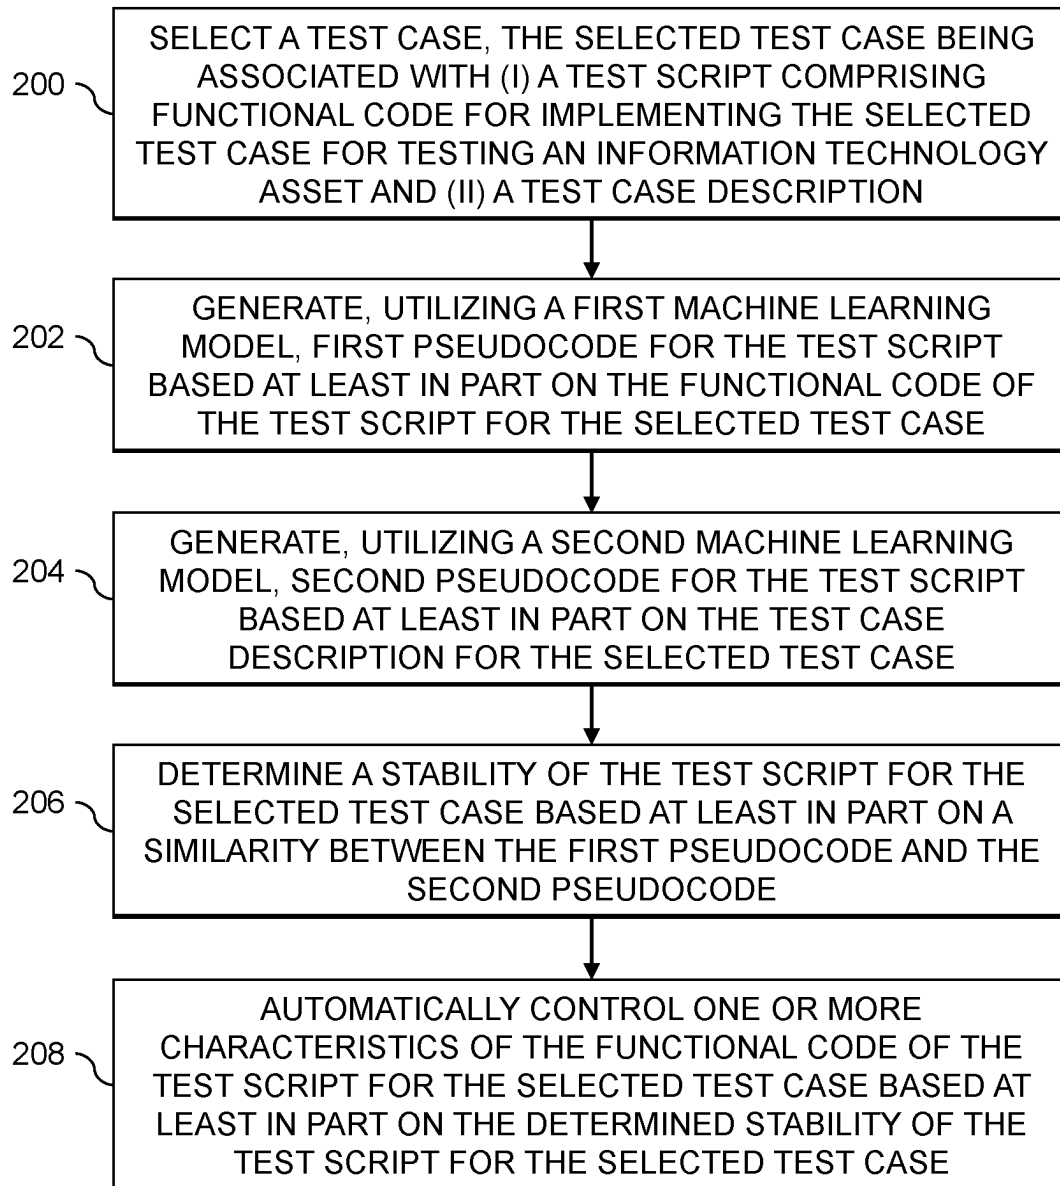 200
SELECT A TEST CASE, THE SELECTED TEST CASE BEING
ASSOCIATED WITH (I) A TEST SCRIPT COMPRISING
FUNCTIONAL CODE FOR IMPLEMENTING THE SELECTED
TEST CASE FOR TESTING AN INFORMATION TECHNOLOGY
ASSET AND (II) A TEST CASE DESCRIPTION
202
GENERATE, UTILIZING A FIRST MACHINE LEARNING
MODEL, FIRST PSEUDOCODE FOR THE TEST SCRIPT
BASED AT LEAST IN PART ON THE FUNCTIONAL CODE OF
THE TEST SCRIPT FOR THE SELECTED TEST CASE
204
GENERATE, UTILIZING A SECOND MACHINE LEARNING
MODEL, SECOND PSEUDOCODE FOR THE TEST SCRIPT
BASED AT LEAST IN PART ON THE TEST CASE
DESCRIPTION FOR THE SELECTED TEST CASE
206
DETERMINE A STABILITY OF THE TEST SCRIPT FOR THE
SELECTED TEST CASE BASED AT LEAST IN PART ON A
SIMILARITY BETWEEN THE FIRST PSEUDOCODE AND THE
SECOND PSEUDOCODE
208
AUTOMATICALLY CONTROL ONE OR MORE
CHARACTERISTICS OF THE FUNCTIONAL CODE OF THE
TEST SCRIPT FOR THE SELECTED TEST CASE BASED AT
LEAST IN PART ON THE DETERMINED STABILITY OF THE
TEST SCRIPT FOR THE SELECTED TEST CASE